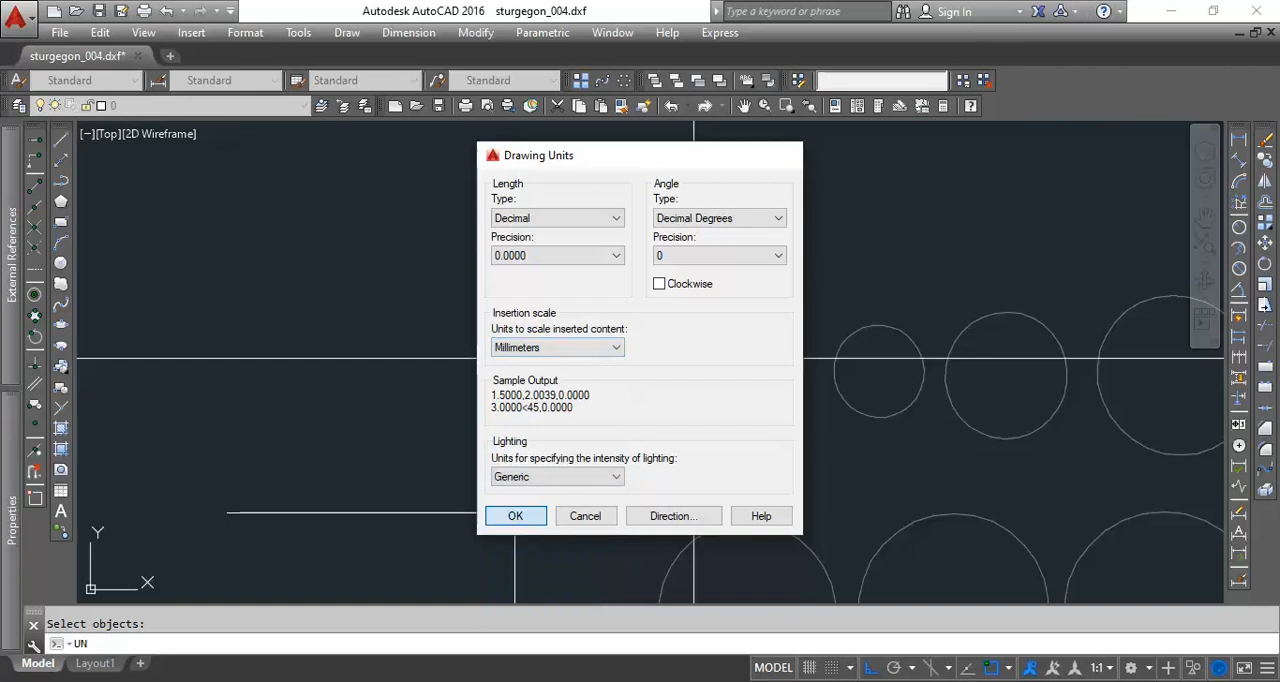 Autodesk AutoCAD 2016 sturgegon_004.dxf
Type a keyword or phrase
Sign In
File Edit View Insert Format Tools Draw Dimension Modify Parametric Window Help Express
sturgegon_004.dxf*
Standard Standard Standard Standard
0
[−][Top][2D Wireframe]
External References
Properties
Drawing Units
Length
Type:
Decimal
Precision:
0.0000
Angle
Type:
Decimal Degrees
Precision:
0
Clockwise
Insertion scale
Units to scale inserted content:
Millimeters
Sample Output
1.5000,2.0039,0.0000
3.0000<45,0.0000
Lighting
Units for specifying the intensity of lighting:
Generic
OK Cancel Direction... Help
Y
X
Select objects:
UN
Model Layout1
MODEL 1:1